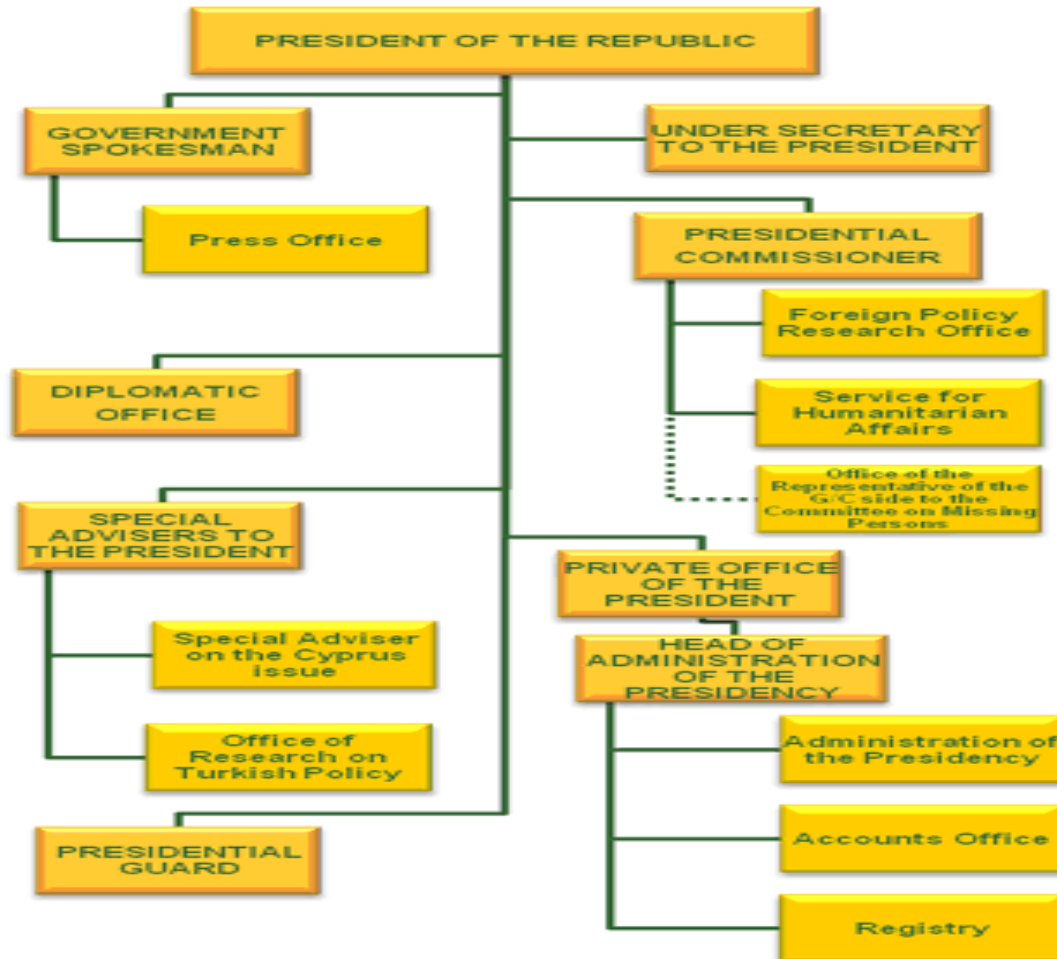 PRESIDENT OF THE REPUBLIC
GOVERNMENT
SPOKESMAN
UNDER SECRETARY
TO THE PRESIDENT
Press Office
PRESIDENTIAL
COMMISSIONER
Foreign Policy
Research Office
DIPLOMATIC
OFFICE
Service for
Humanitarian
Affairs
Office of the
Representative of the
G/C side to the
Committee on Missing
Persons
SPECIAL
ADVISERS TO
THE PRESIDENT
PRIVATE OFFICE
OF THE
PRESIDENT
Special Adviser
on the Cyprus
issue
HEAD OF
ADMINISTRATION
OF THE
PRESIDENCY
Office of
Research on
Turkish Policy
Administration of
the Presidency
PRESIDENTIAL
GUARD
Accounts Office
Registry